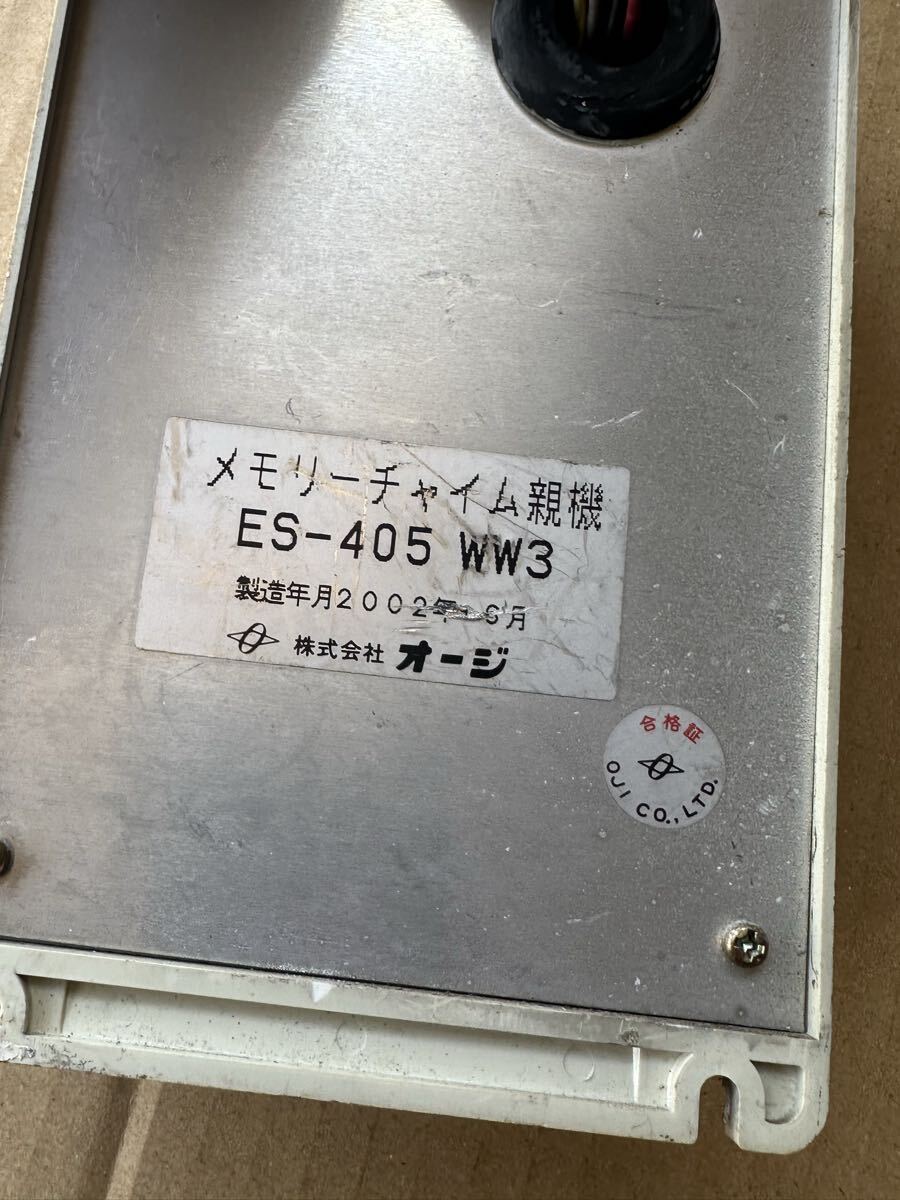 メモリーチャイム親機
ES-405 WW3
製造年月2002年 月
株式会社 オージ
合格証
OJI CO., LTD.